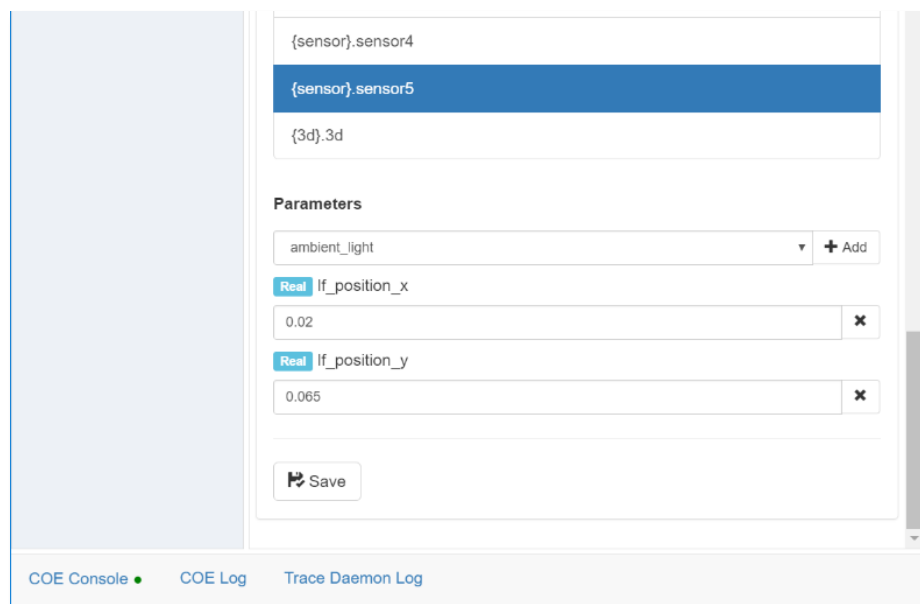 {sensor}.sensor4
{sensor}.sensor5
{3d}.3d
Parameters
ambient_light Add
Real lf_position_x
0.02
Real lf_position_y
0.065
Save
COE Console COE Log Trace Daemon Log